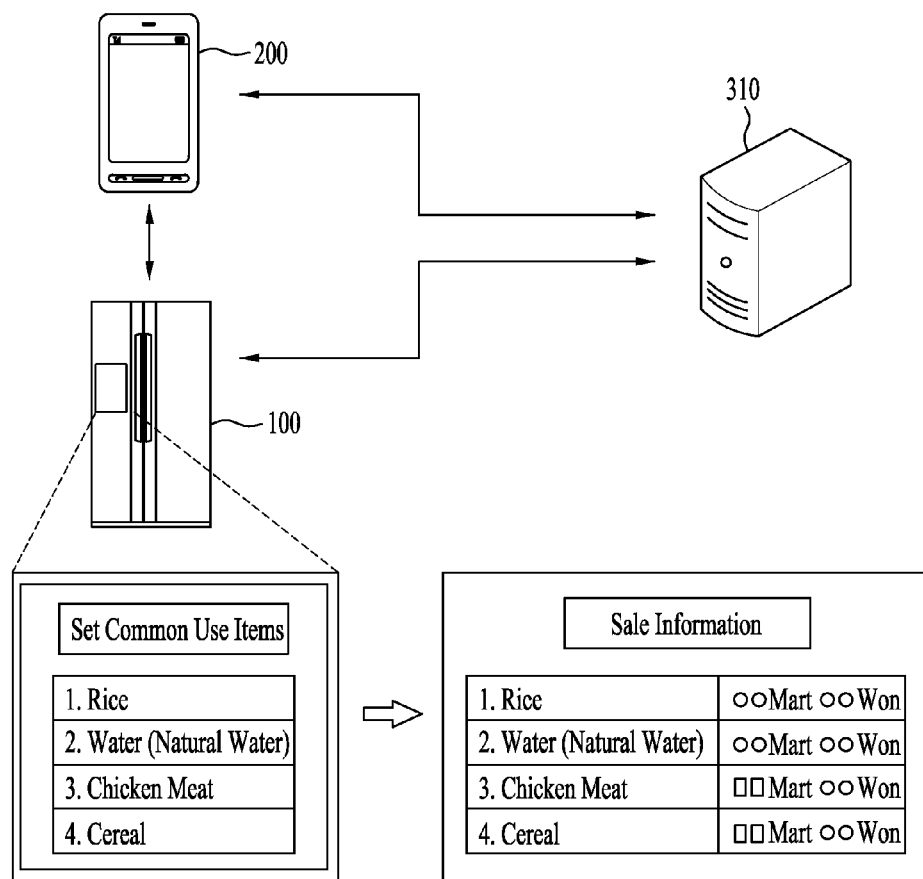 200
310
100
Set Common Use Items
1. Rice
2. Water (Natural Water)
3. Chicken Meat
4. Cereal
Sale Information
1. Rice ○○Mart ○○Won
2. Water (Natural Water) ○○Mart ○○Won
3. Chicken Meat □□Mart ○○Won
4. Cereal □□Mart ○○Won